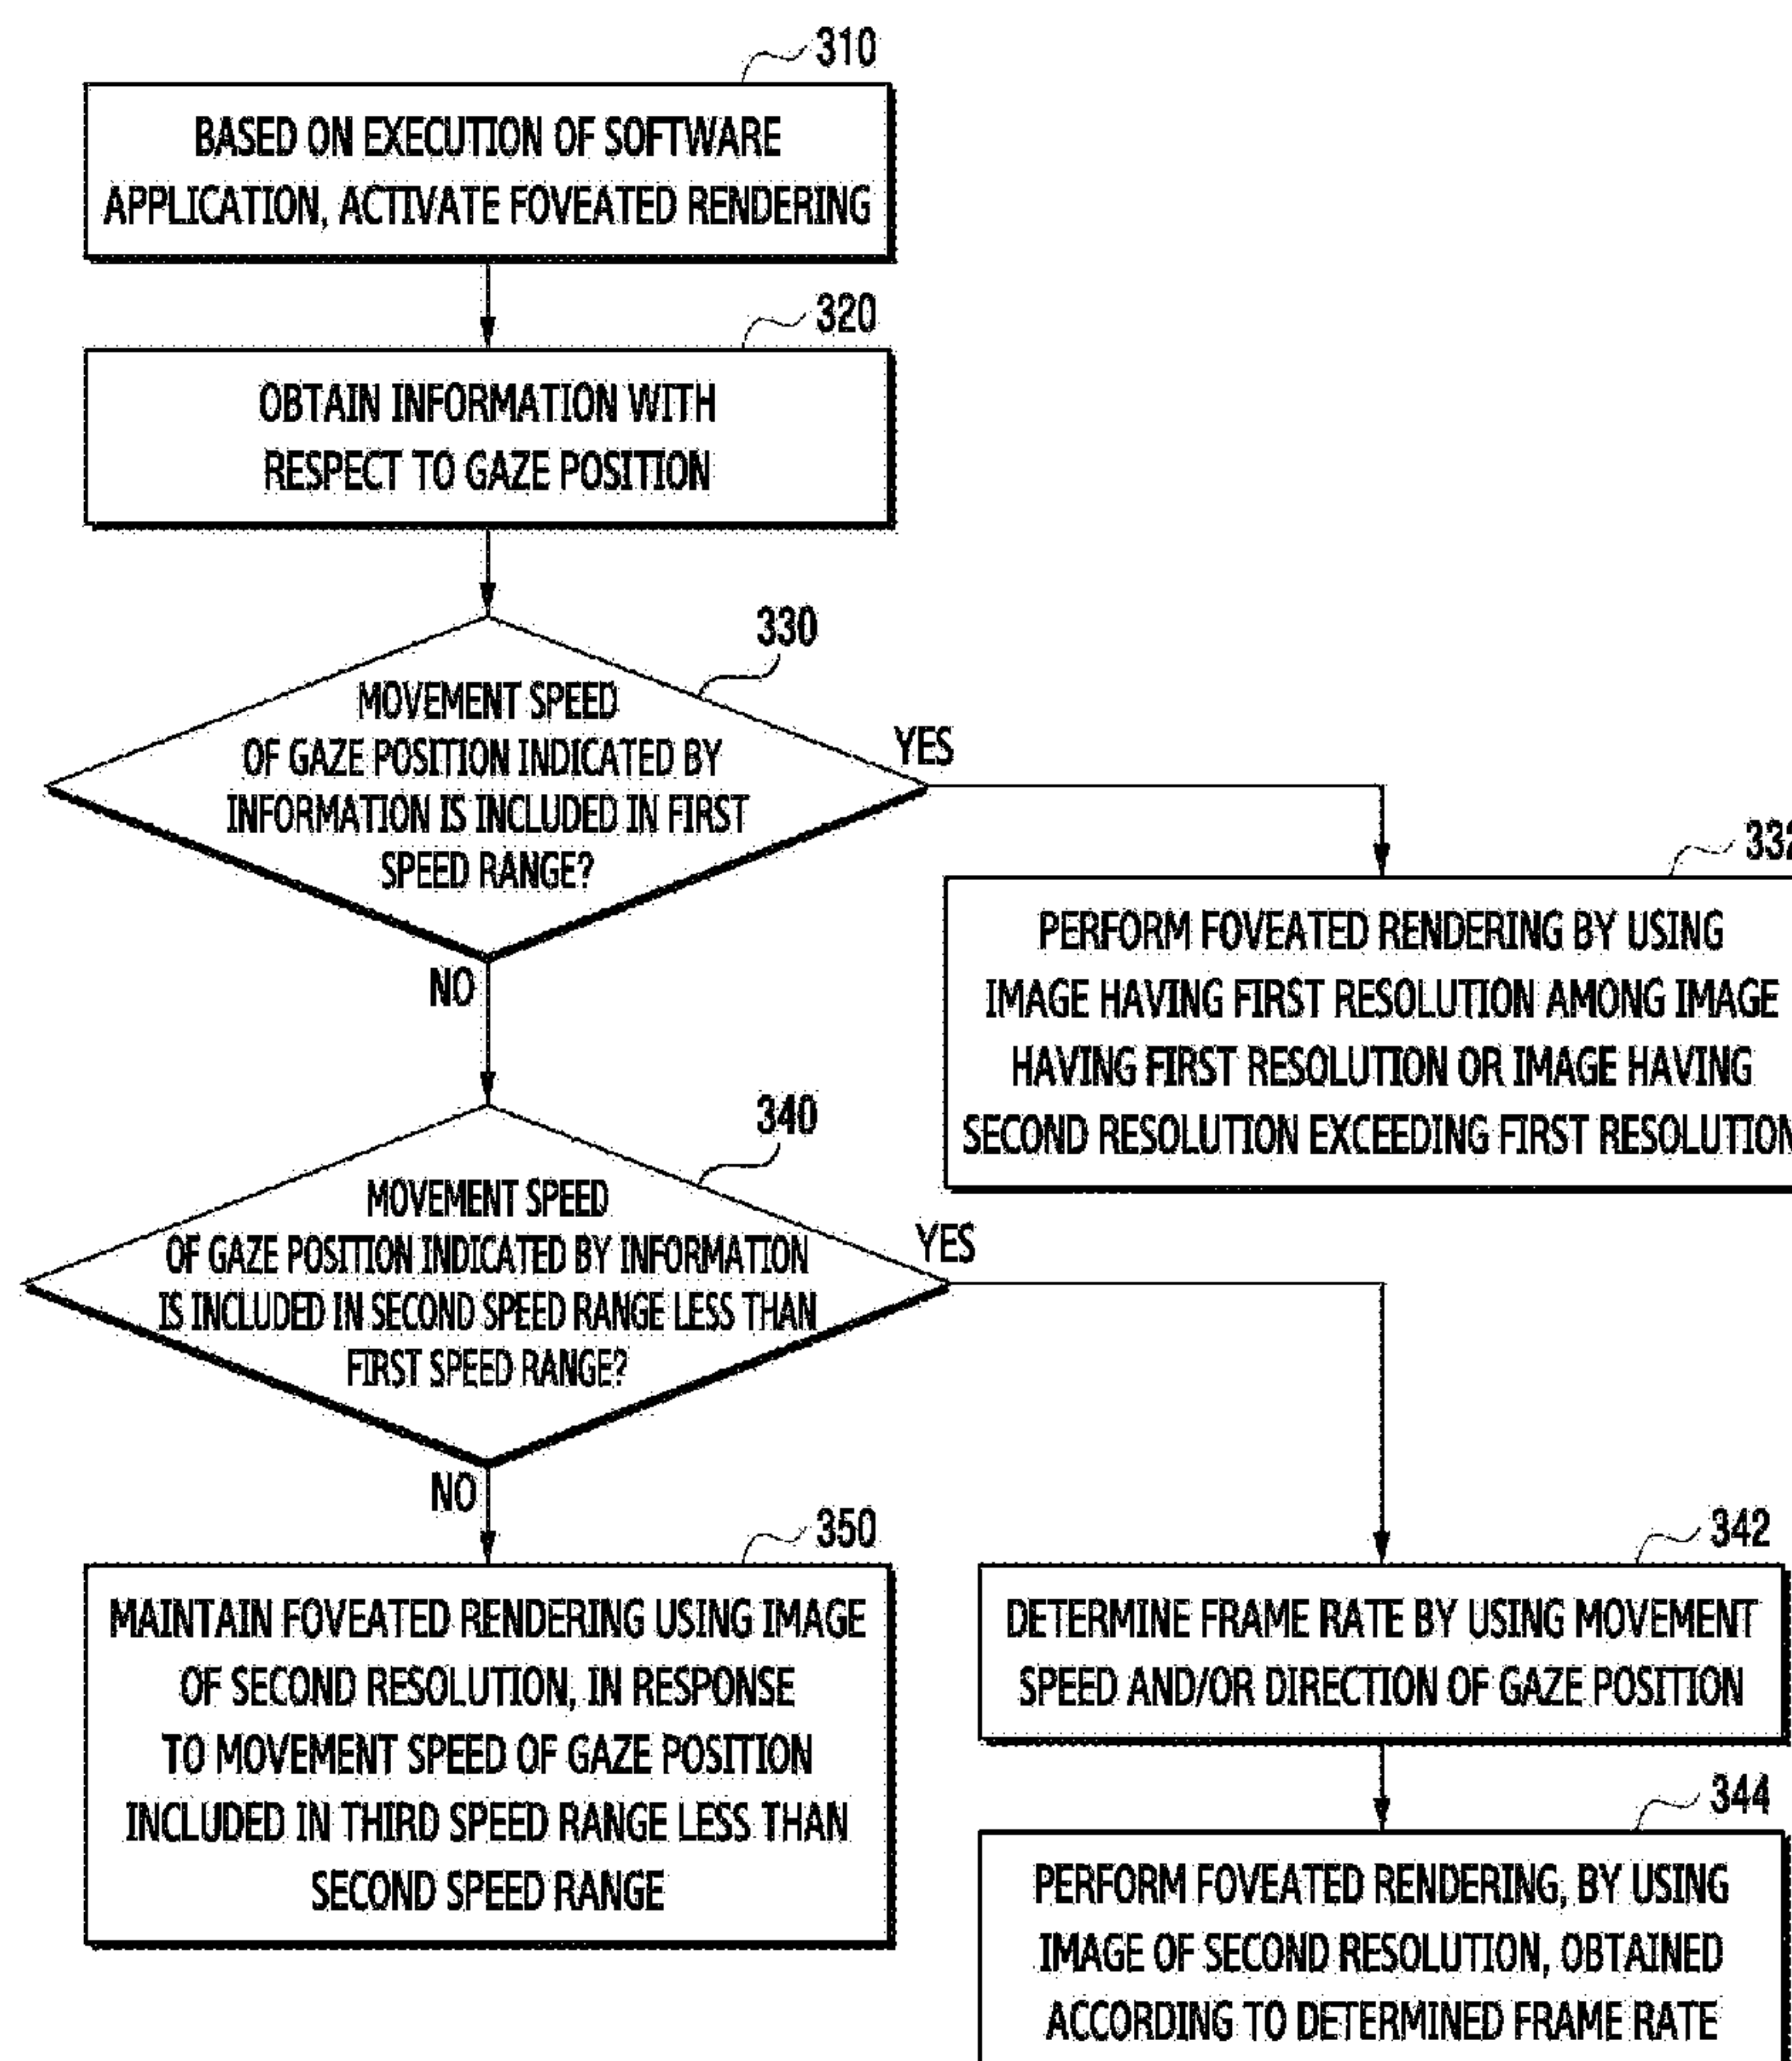 310
BASED ON EXECUTION OF SOFTWARE
APPLICATION, ACTIVATE FOVEATED RENDERING
320
OBTAIN INFORMATION WITH
RESPECT TO GAZE POSITION
330
MOVEMENT SPEED
OF GAZE POSITION INDICATED BY
INFORMATION IS INCLUDED IN FIRST
SPEED RANGE?
YES
NO
332
PERFORM FOVEATED RENDERING BY USING
IMAGE HAVING FIRST RESOLUTION AMONG IMAGE
HAVING FIRST RESOLUTION OR IMAGE HAVING
SECOND RESOLUTION EXCEEDING FIRST RESOLUTION
340
MOVEMENT SPEED
OF GAZE POSITION INDICATED BY INFORMATION
IS INCLUDED IN SECOND SPEED RANGE LESS THAN
FIRST SPEED RANGE?
YES
NO
350
MAINTAIN FOVEATED RENDERING USING IMAGE
OF SECOND RESOLUTION, IN RESPONSE
TO MOVEMENT SPEED OF GAZE POSITION
INCLUDED IN THIRD SPEED RANGE LESS THAN
SECOND SPEED RANGE
342
DETERMINE FRAME RATE BY USING MOVEMENT
SPEED AND/OR DIRECTION OF GAZE POSITION
344
PERFORM FOVEATED RENDERING, BY USING
IMAGE OF SECOND RESOLUTION, OBTAINED
ACCORDING TO DETERMINED FRAME RATE